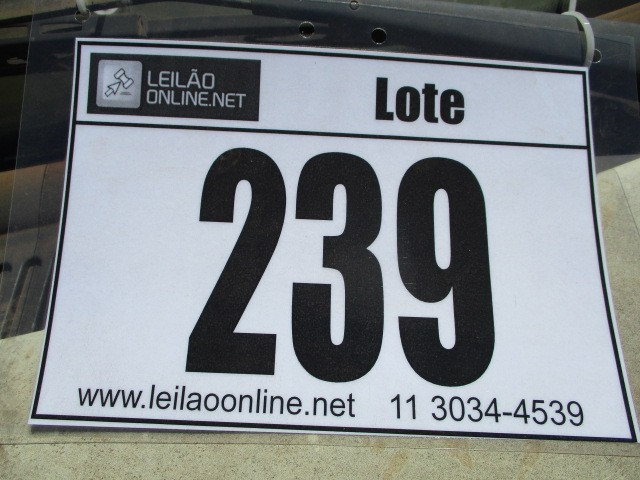 LEILÃO
ONLINE.NET
Lote
239
www.leilaoonline.net 11 3034-4539